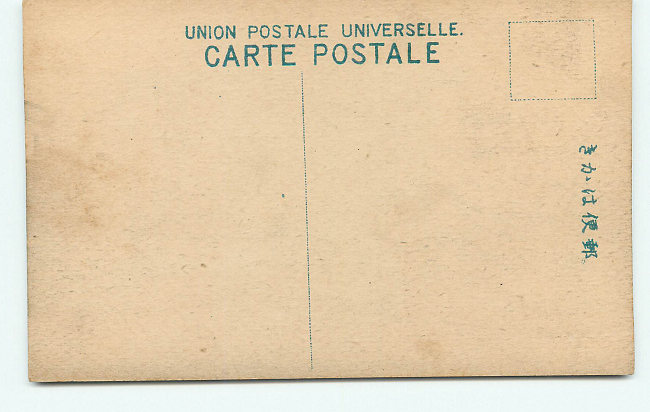 UNION POSTALE UNIVERSELLE.
CARTE POSTALE
郵便はかき